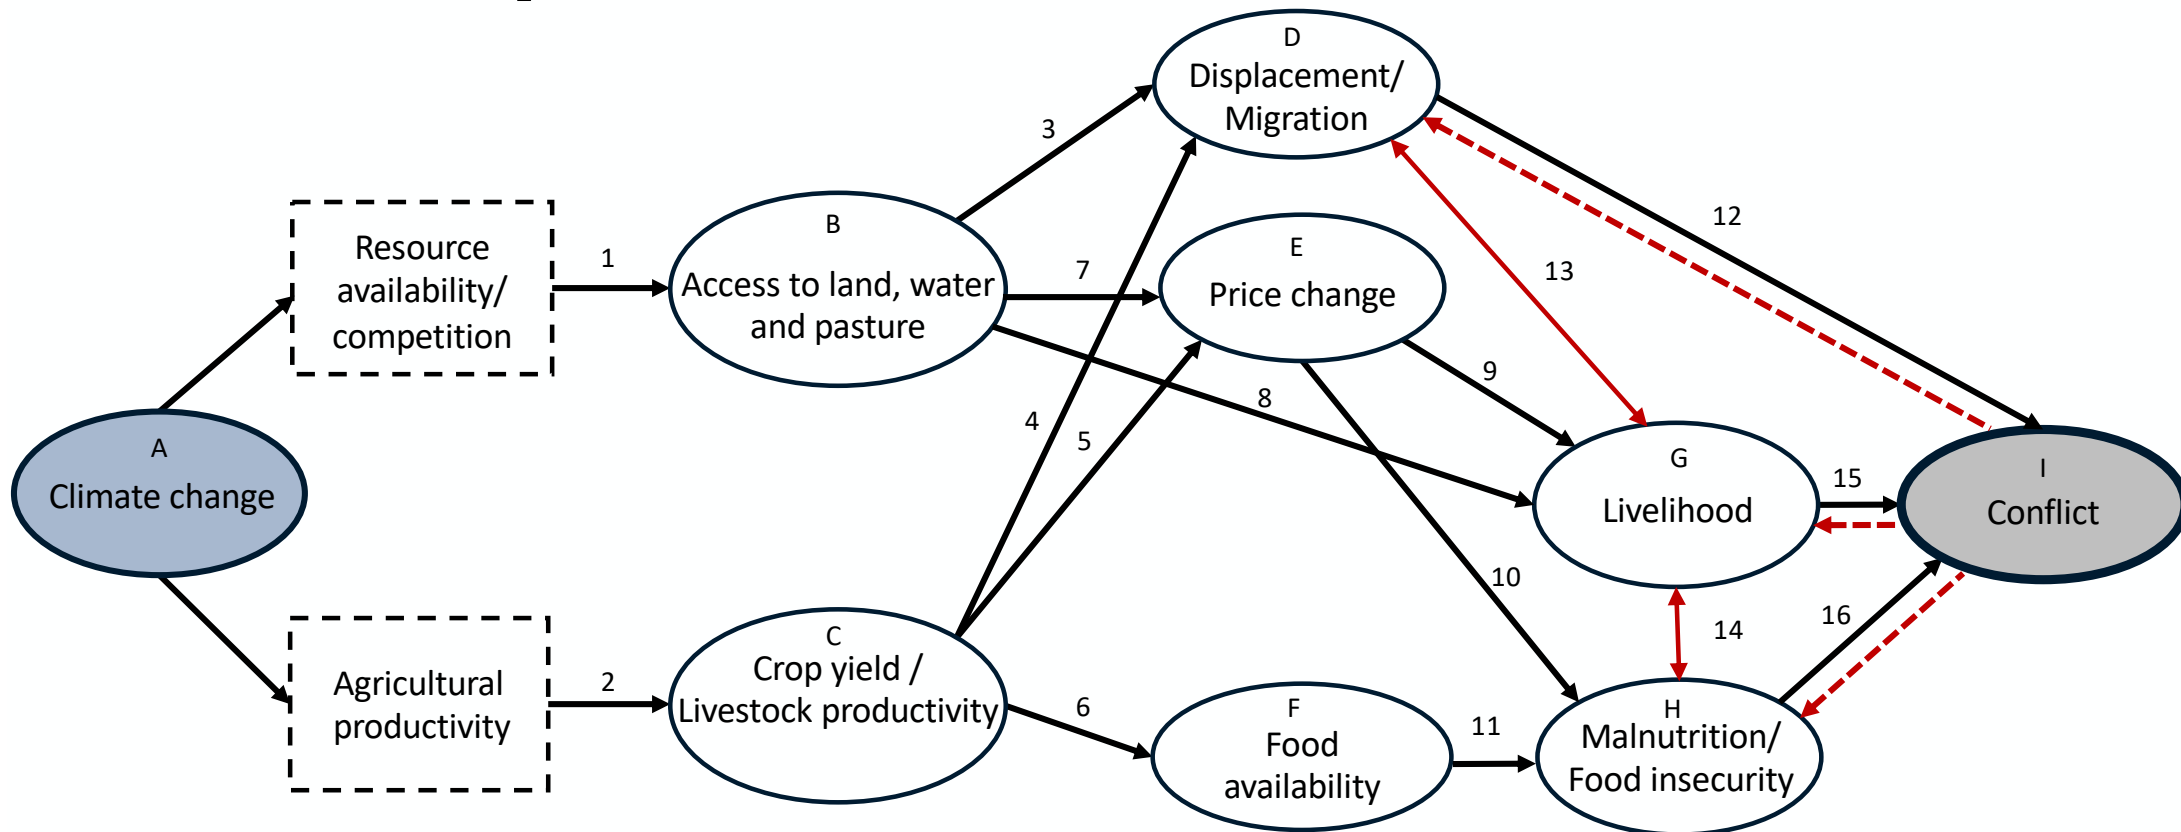 D
Displacement/
Migration
3
12
Resource
availability/
competition
1
B
Access to land, water
and pasture
7
E
Price change
13
9
8
4
5
A
Climate change
G
Livelihood
15
I
Conflict
10
14
16
Agricultural
productivity
2
C
Crop yield /
Livestock productivity
6
F
Food
availability
11
H
Malnutrition/
Food insecurity